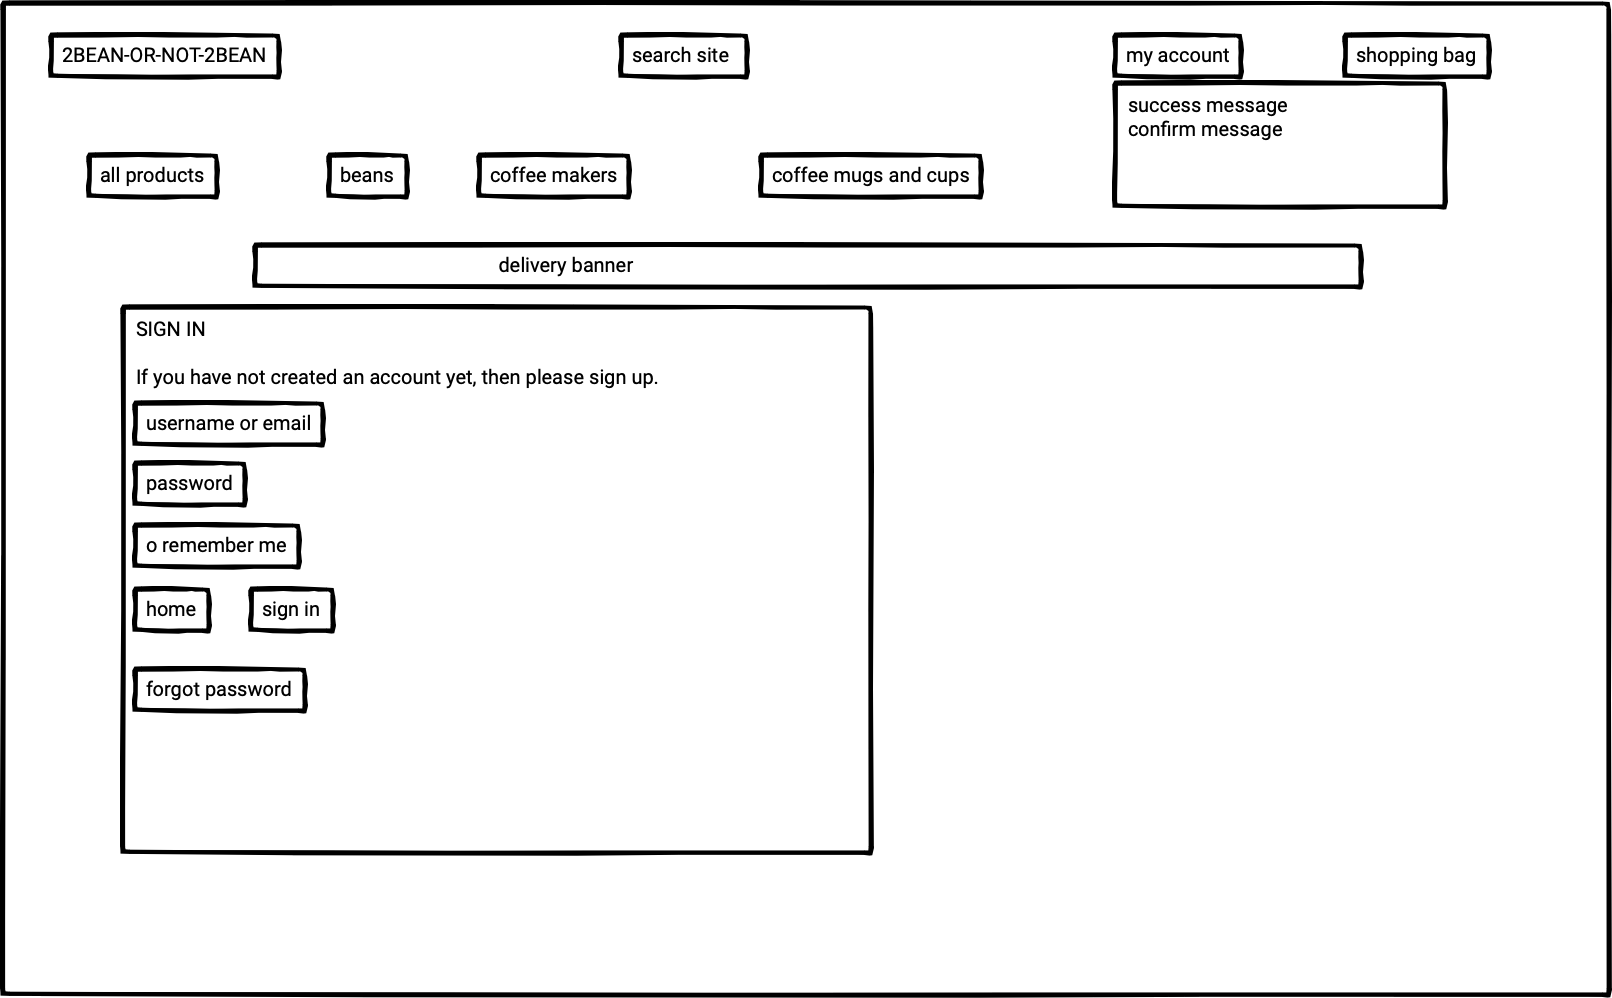 2BEAN-OR-NOT-2BEAN
search site
my account
shopping bag
success message
confirm message
all products
beans
coffee makers
coffee mugs and cups
delivery banner
SIGN IN
If you have not created an account yet, then please sign up.
username or email
password
o remember me
home
sign in
forgot password